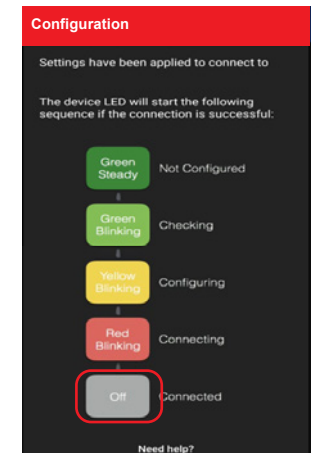 Configuration
Settings have been applied to connect to
The device LED will start the following
sequence if the connection is successful:
Green
Steady
Not Configured
Green
Blinking
Checking
Yellow
Blinking
Configuring
Red
Blinking
Connecting
Off
Connected
Need help?